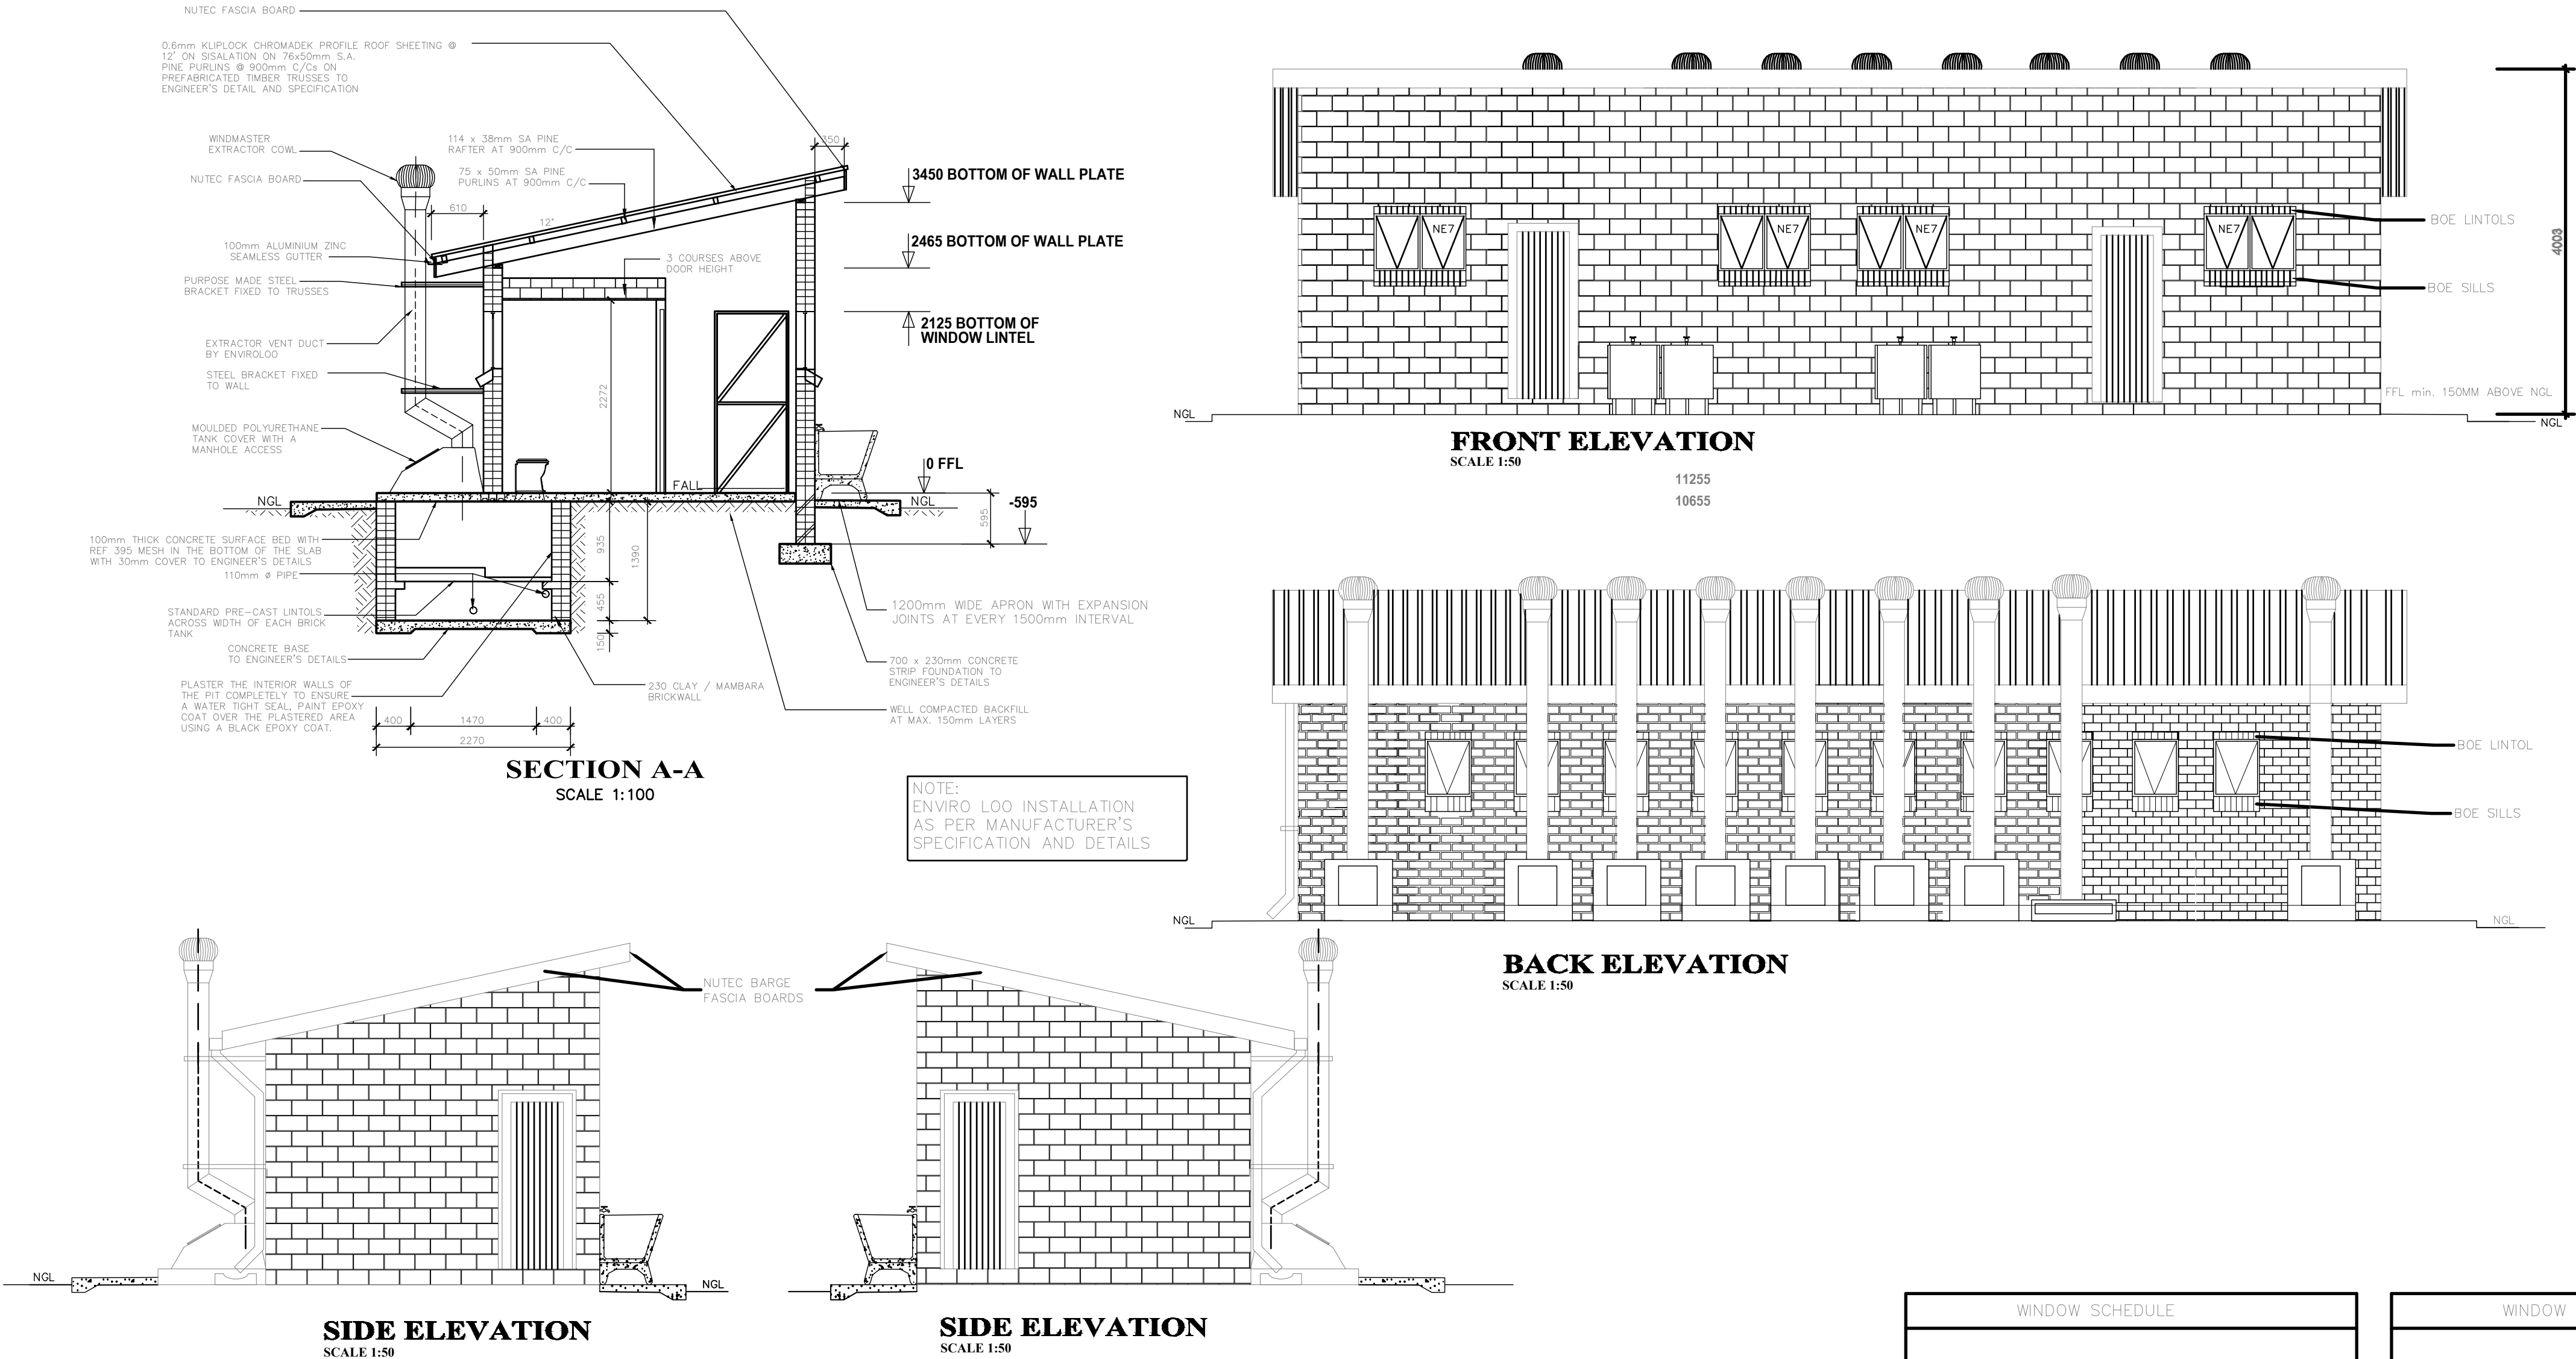 NUTEC FASCIA BOARD
0.6mm KLIPLOCK CHROMADEK PROFILE ROOF SHEETING @
12° ON SISALATION ON 76x50mm S.A.
PINE PURLINS @ 900mm C/Cs ON
PREFABRICATED TIMBER TRUSSES TO
ENGINEER'S DETAIL AND SPECIFICATION
WINDMASTER
EXTRACTOR COWL
NUTEC FASCIA BOARD
114 x 38mm SA PINE
RAFTER AT 900mm C/C
75 x 50mm SA PINE
PURLINS AT 900mm C/C
350
610
12°
100mm ALUMINIUM ZINC
SEAMLESS GUTTER
PURPOSE MADE STEEL
BRACKET FIXED TO TRUSSES
3 COURSES ABOVE
DOOR HEIGHT
3450 BOTTOM OF WALL PLATE
2465 BOTTOM OF WALL PLATE
2125 BOTTOM OF
WINDOW LINTEL
EXTRACTOR VENT DUCT
BY ENVIROLOO
STEEL BRACKET FIXED
TO WALL
2272
MOULDED POLYURETHANE
TANK COVER WITH A
MANHOLE ACCESS
0 FFL
FALL
NGL
NGL
595
-595
100mm THICK CONCRETE SURFACE BED WITH
REF 395 MESH IN THE BOTTOM OF THE SLAB
WITH 30mm COVER TO ENGINEER'S DETAILS
110mm ø PIPE
935
1390
455
150
STANDARD PRE-CAST LINTOLS
ACROSS WIDTH OF EACH BRICK
TANK
CONCRETE BASE
TO ENGINEER'S DETAILS
PLASTER THE INTERIOR WALLS OF
THE PIT COMPLETELY TO ENSURE
A WATER TIGHT SEAL, PAINT EPOXY
COAT OVER THE PLASTERED AREA
USING A BLACK EPOXY COAT.
1200mm WIDE APRON WITH EXPANSION
JOINTS AT EVERY 1500mm INTERVAL
700 x 230mm CONCRETE
STRIP FOUNDATION TO
ENGINEER'S DETAILS
230 CLAY / MAMBARA
BRICKWALL
WELL COMPACTED BACKFILL
AT MAX. 150mm LAYERS
400
1470
400
2270
SECTION A-A
SCALE 1:100
NOTE:
ENVIRO LOO INSTALLATION
AS PER MANUFACTURER'S
SPECIFICATION AND DETAILS
NE7
NE7
NE7
NE7
BOE LINTOLS
BOE SILLS
4003
FFL min. 150MM ABOVE NGL
NGL
NGL
FRONT ELEVATION
SCALE 1:50
11255
10655
BOE LINTOL
BOE SILLS
NGL
NGL
BACK ELEVATION
SCALE 1:50
NUTEC BARGE
FASCIA BOARDS
NGL
NGL
SIDE ELEVATION
SCALE 1:50
SIDE ELEVATION
SCALE 1:50
WINDOW SCHEDULE
WINDOW